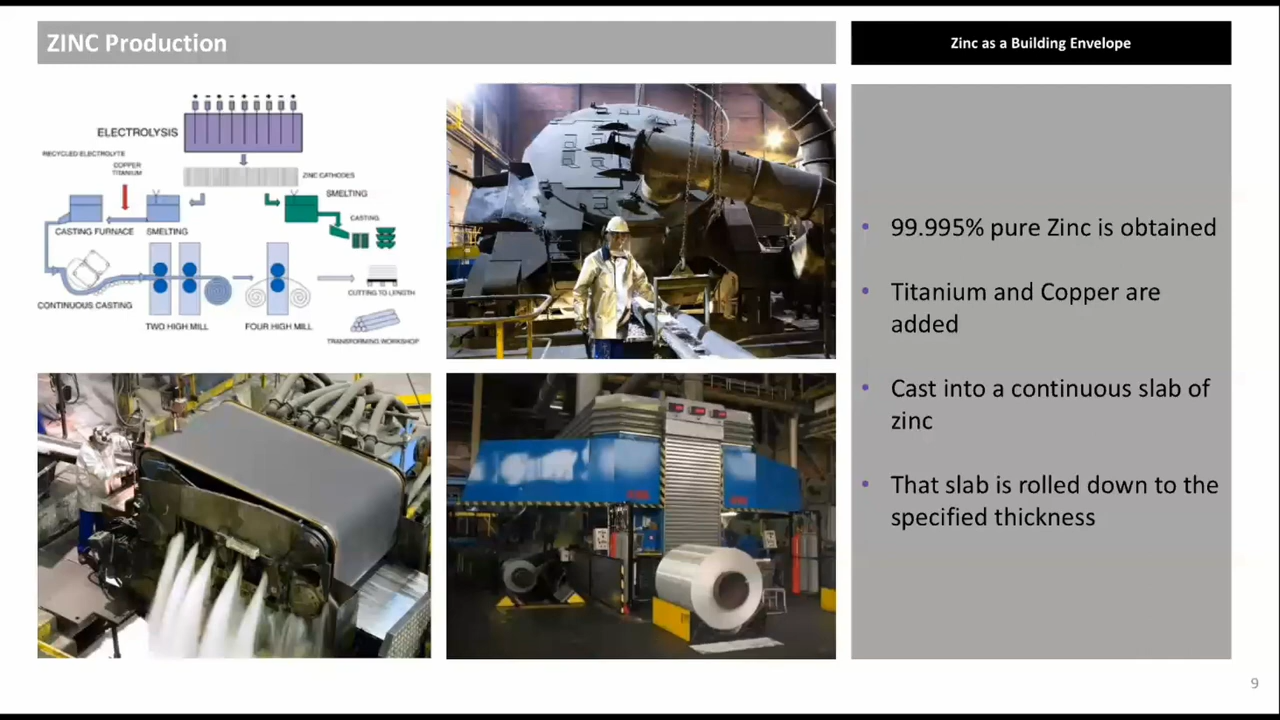 ZINC Production
Zinc as a Building Envelope
ELECTROLYSIS
RECYCLED ELECTROLYTE
COPPER
TITANIUM
ZINC CATHODES
SMELTING
CASTING
CASTING FURNACE
SMELTING
CONTINUOUS CASTING
CUTTING TO LENGTH
TWO HIGH MILL
FOUR HIGH MILL
TRANSFORMING WORKSHOP
• 99.995% pure Zinc is obtained
• Titanium and Copper are
added
• Cast into a continuous slab of
zinc
• That slab is rolled down to the
specified thickness
9